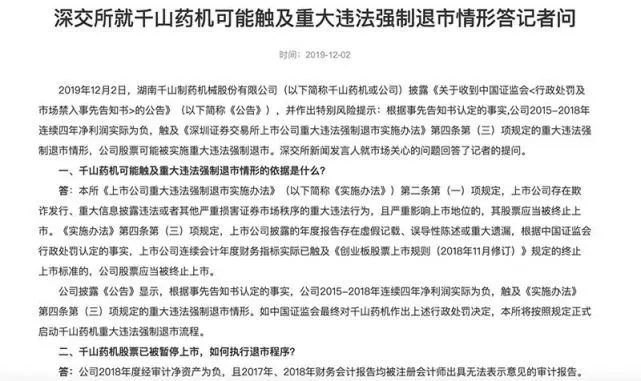 深交所就千山药机可能触及重大违法强制退市情形答记者问
时间：2019-12-02
2019年12月2日，湖南千山制药机械股份有限公司（以下简称千山药机或公司）披露《关于收到中国证监会<行政处罚及
市场禁入事先告知书>的公告》（以下简称《公告》），并作出特别风险提示：根据事先告知书认定的事实,公司2015-2018年
连续四年净利润实际为负，触及《深圳证券交易所上市公司重大违法强制退市实施办法》第四条第（三）项规定的重大违法强
制退市情形，公司股票可能被实施重大违法强制退市。深交所新闻发言人就市场关心的问题回答了记者的提问。
一、千山药机可能触及重大违法强制退市情形的依据是什么？
答：本所《上市公司重大违法强制退市实施办法》（以下简称《实施办法》）第二条第（一）项规定，上市公司存在欺
诈发行、重大信息披露违法或者其他严重损害证券市场秩序的重大违法行为，且严重影响上市地位的，其股票应当被终止上
市。《实施办法》第四条第（三）项规定，上市公司披露的年度报告存在虚假记载、误导性陈述或重大遗漏，根据中国证监会
行政处罚认定的事实，上市公司连续会计年度财务指标实际已触及《创业板股票上市规则（2018年11月修订）》规定的终止
上市标准的，公司股票应当被终止上市。
公司披露《公告》显示，根据事先告知书认定的事实，公司2015-2018年连续四年净利润实际为负，触及《实施办法》
第四条第（三）项规定的重大违法强制退市情形。如中国证监会最终对千山药机作出上述行政处罚决定，本所将按照规定正式
启动千山药机重大违法强制退市流程。
二、千山药机股票已被暂停上市，如何执行退市程序？
答：公司2018年度经审计净资产为负，且2017年、2018年财务会计报告均被注册会计师出具无法表示意见的审计报告。